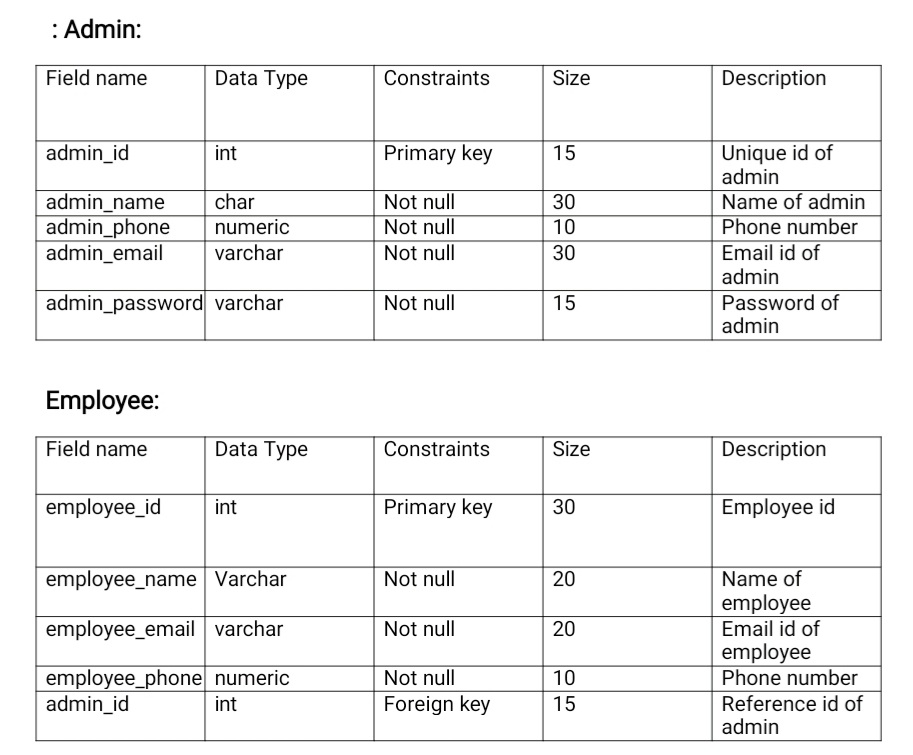 : Admin:
Field name Data Type Constraints Size Description
admin_id int Primary key 15 Unique id of
admin
admin_name char Not null 30 Name of admin
admin_phone numeric Not null 10 Phone number
admin_email varchar Not null 30 Email id of
admin
admin_password varchar Not null 15 Password of
admin
Employee:
Field name Data Type Constraints Size Description
employee_id int Primary key 30 Employee id
employee_name Varchar Not null 20 Name of
employee
employee_email varchar Not null 20 Email id of
employee
employee_phone numeric Not null 10 Phone number
admin_id int Foreign key 15 Reference id of
admin